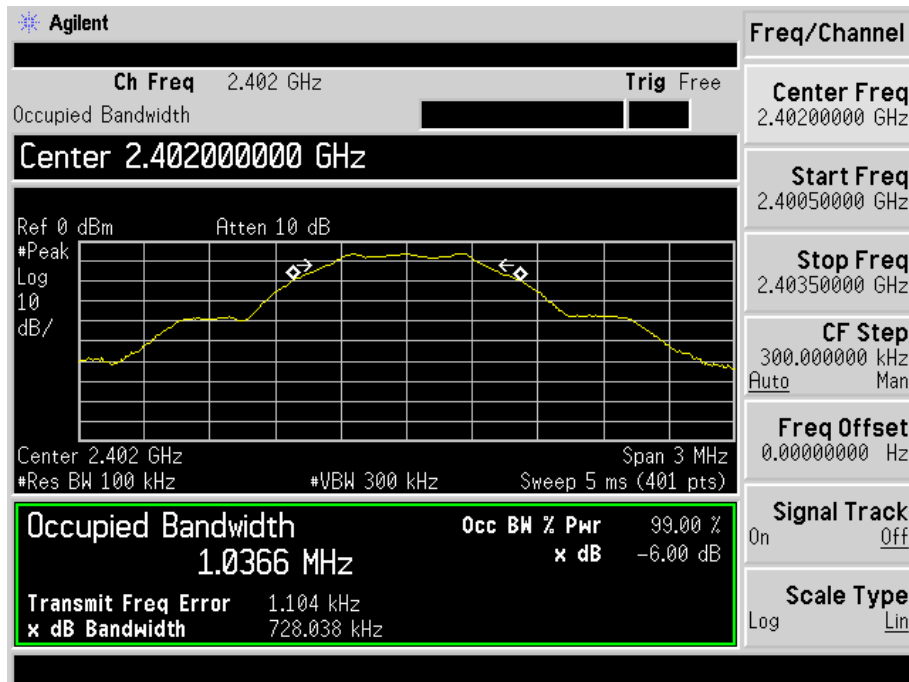 Agilent
Ch Freq 2.402 GHz Trig Free
Occupied Bandwidth
Center 2.402000000 GHz
Ref 0 dBm Atten 10 dB
#Peak
Log
10
dB/
Center 2.402 GHz Span 3 MHz
#Res BW 100 kHz #VBW 300 kHz Sweep 5 ms (401 pts)
Occupied Bandwidth Occ BW % Pwr 99.00 %
1.0366 MHz x dB -6.00 dB
Transmit Freq Error 1.104 kHz
x dB Bandwidth 728.038 kHz
Freq/Channel
Center Freq
2.40200000 GHz
Start Freq
2.40050000 GHz
Stop Freq
2.40350000 GHz
CF Step
300.000000 kHz
Auto Man
Freq Offset
0.00000000 Hz
Signal Track
On Off
Scale Type
Log Lin